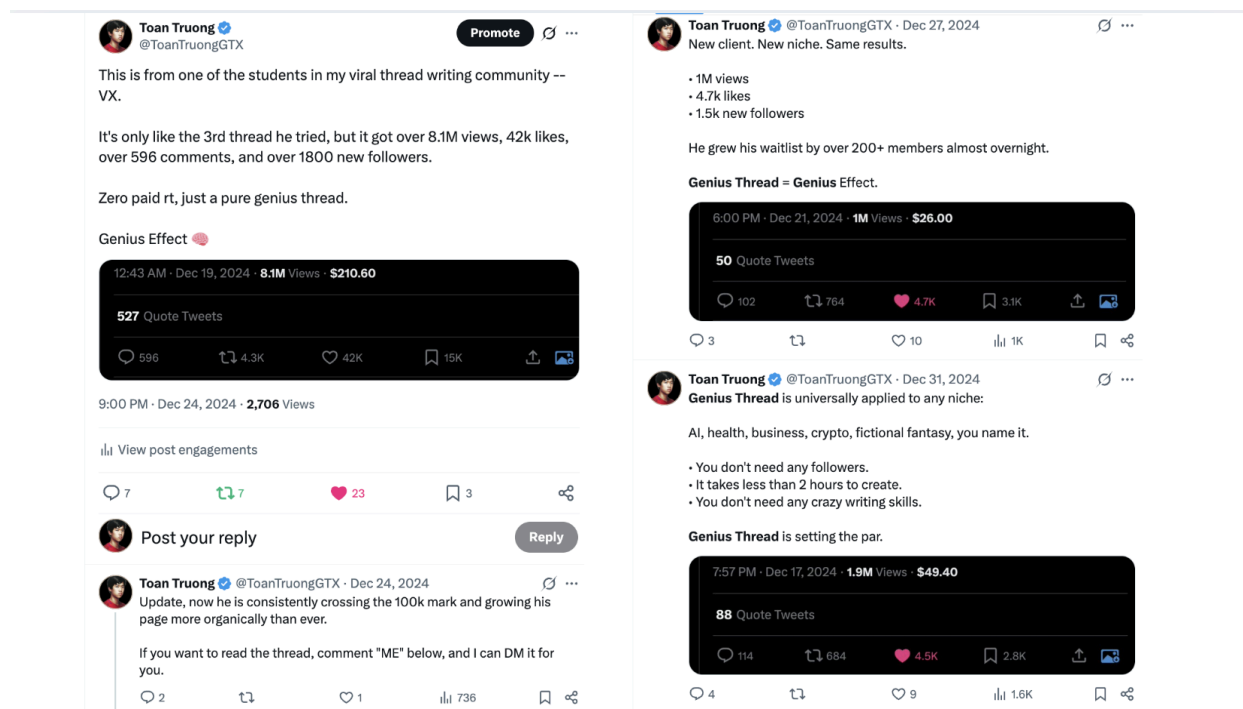 Toan Truong
@ToanTruongGTX
Promote
This is from one of the students in my viral thread writing community --
VX.
It's only like the 3rd thread he tried, but it got over 8.1M views, 42k likes,
over 596 comments, and over 1800 new followers.
Zero paid rt, just a pure genius thread.
Genius Effect 🧠
12:43 AM · Dec 19, 2024 · 8.1M Views · $210.60
527 Quote Tweets
596 4.3K 42K 15K
9:00 PM · Dec 24, 2024 · 2,706 Views
View post engagements
7 7 23 3
Post your reply
Reply
Toan Truong @ToanTruongGTX · Dec 24, 2024
Update, now he is consistently crossing the 100k mark and growing his
page more organically than ever.
If you want to read the thread, comment "ME" below, and I can DM it for
you.
2 1 736
Toan Truong @ToanTruongGTX · Dec 27, 2024
New client. New niche. Same results.
• 1M views
• 4.7k likes
• 1.5k new followers
He grew his waitlist by over 200+ members almost overnight.
Genius Thread = Genius Effect.
6:00 PM · Dec 21, 2024 · 1M Views · $26.00
50 Quote Tweets
102 764 4.7K 3.1K
3 10 1K
Toan Truong @ToanTruongGTX · Dec 31, 2024
Genius Thread is universally applied to any niche:
AI, health, business, crypto, fictional fantasy, you name it.
• You don't need any followers.
• It takes less than 2 hours to create.
• You don't need any crazy writing skills.
Genius Thread is setting the par.
7:57 PM · Dec 17, 2024 · 1.9M Views · $49.40
88 Quote Tweets
114 684 4.5K 2.8K
4 9 1.6K